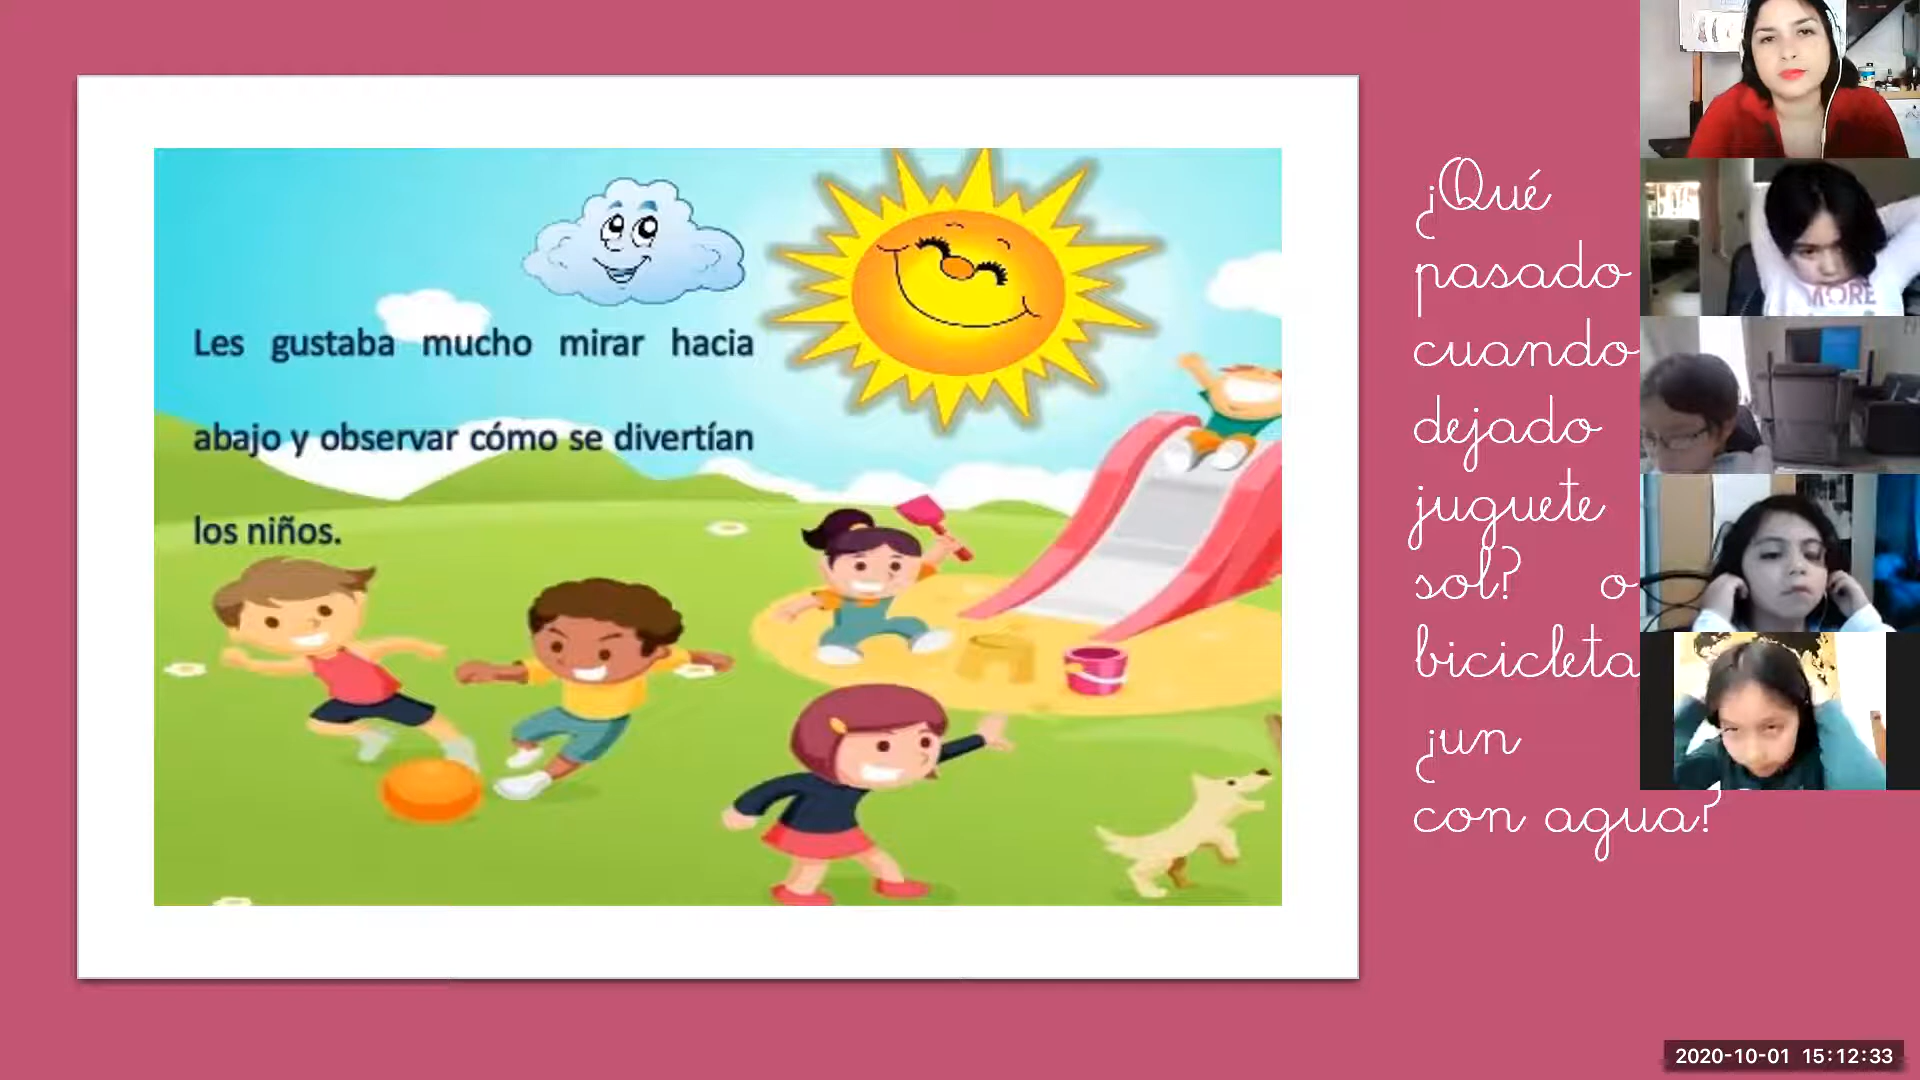 Les gustaba mucho mirar hacia
abajo y observar cómo se divertían
los niños.
¿Qué
pasado
cuando
dejado
juguete
sol? o
bicicleta
¿un
con agua?
MORE
2020-10-01 15:12:33